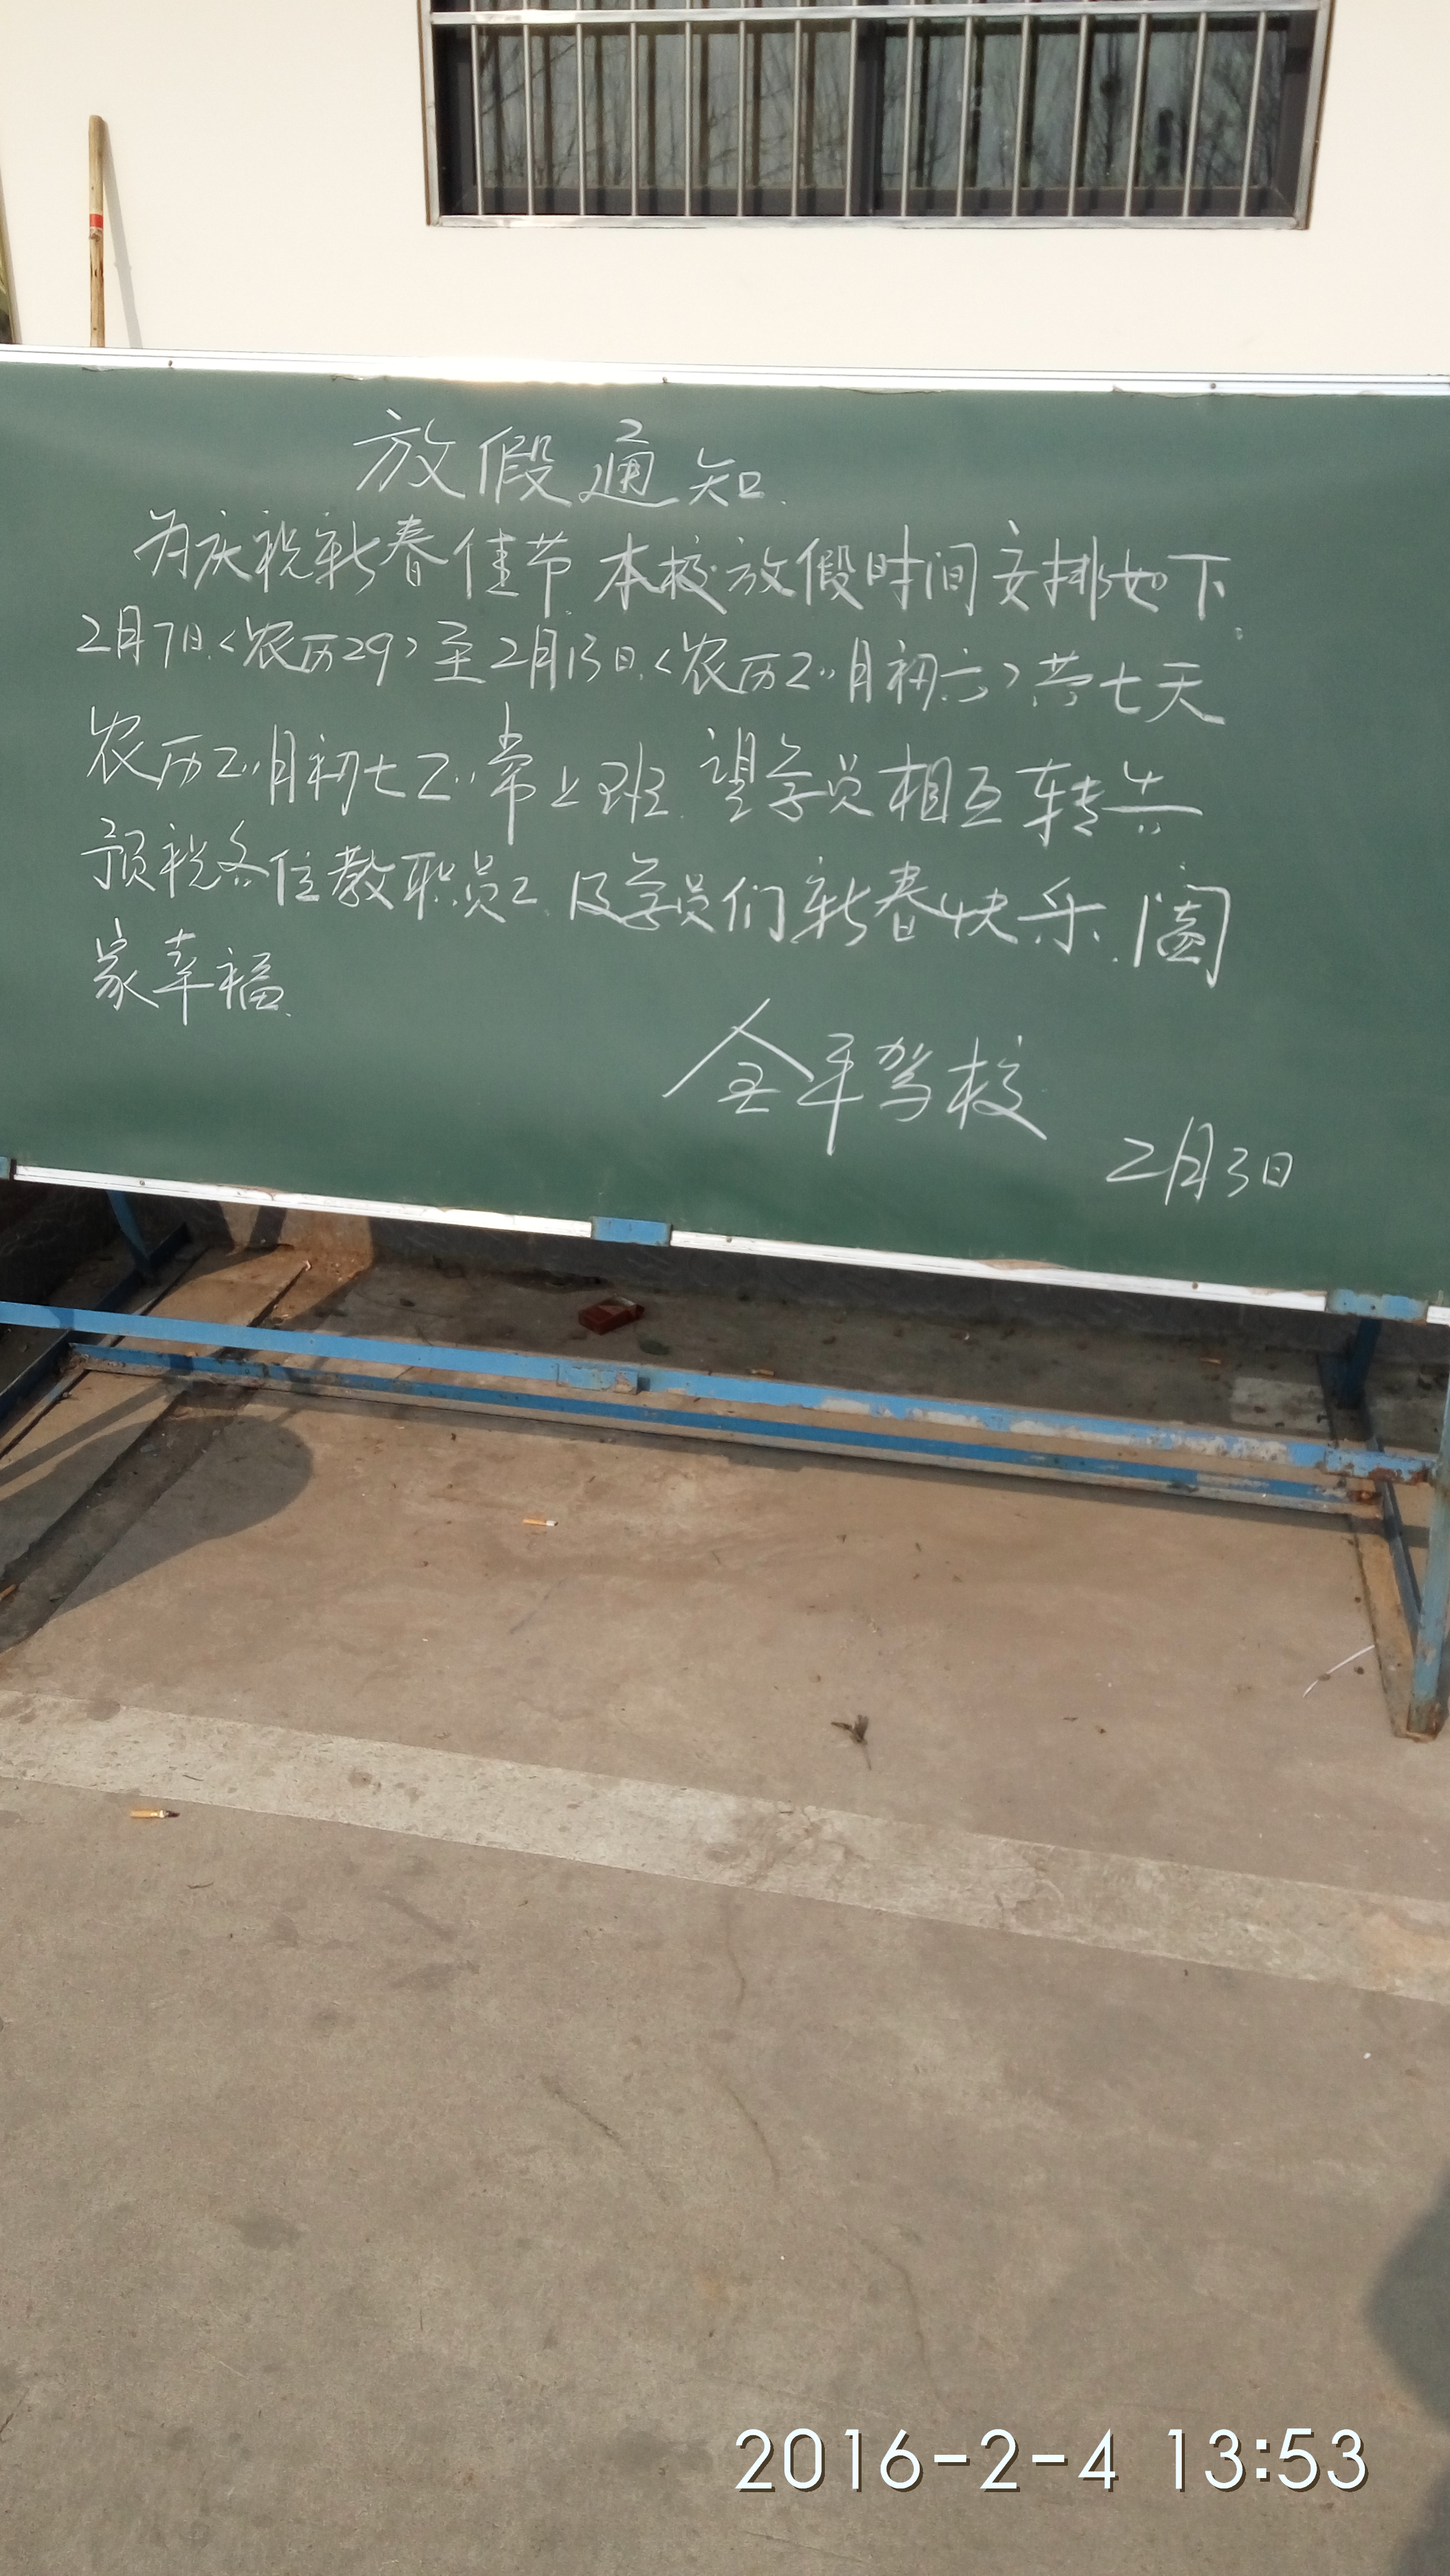 放假通知.
为庆祝新春佳节.本校放假时间安排如下:
2月7日.<农历29>至2月13日.<农历正月初六>共七天
农历正月初七正常上班.望学员相互转告
预祝各位教职员工.及学员们新春快乐.阖
家幸福.
全平驾校
2月3日
2016-2-4 13:53